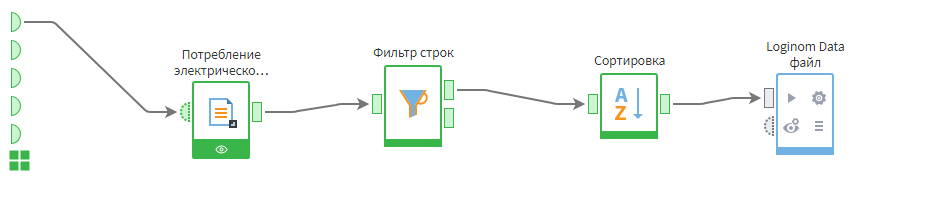 Потребление
электрическо...
Фильтр строк
Сортировка
A
Z
Loginom Data
файл